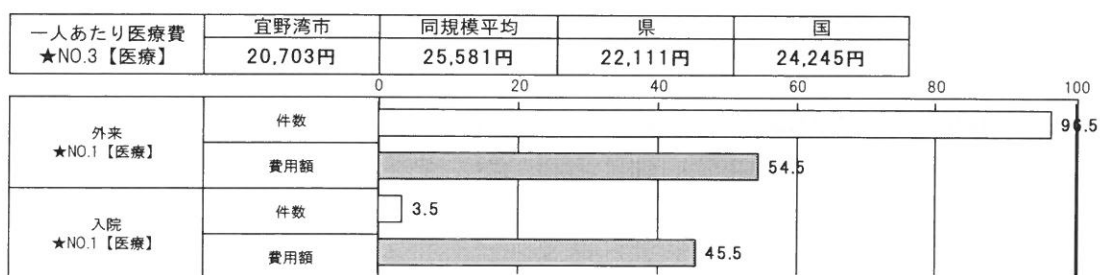 一人あたり医療費
★NO.3【医療】
宜野湾市 同規模平均 県 国
20,703円 25,581円 22,111円 24,245円
0 20 40 60 80 100
外来
★NO.1【医療】
件数 96.5
費用額 54.5
入院
★NO.1【医療】
件数 3.5
費用額 45.5